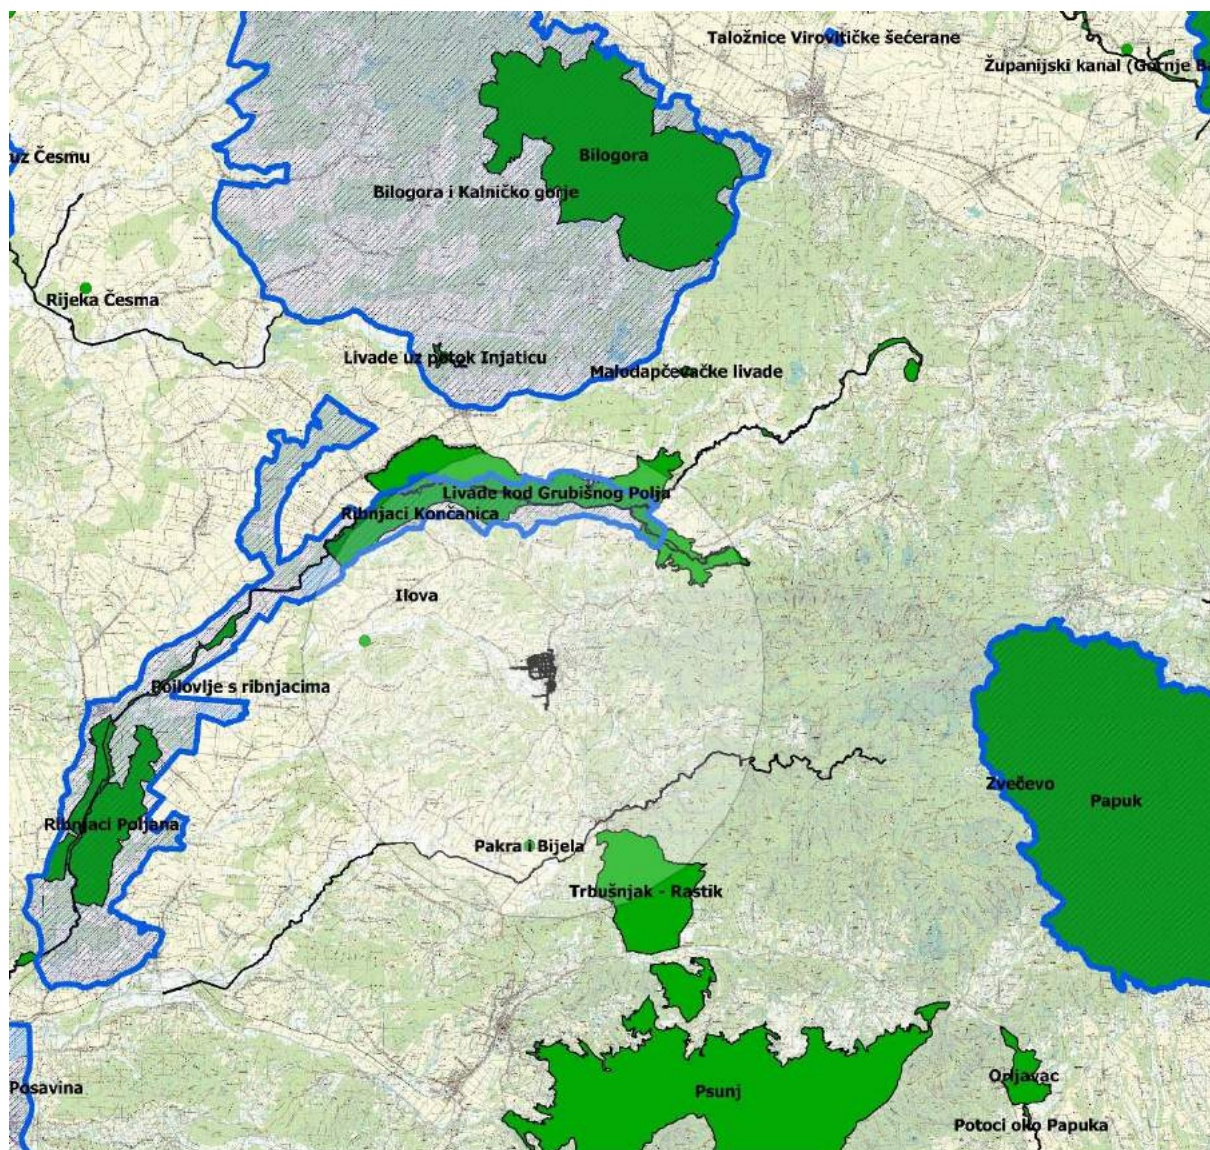 Taložnice Virovitičke šećerane
Županijski kanal (Gornje B
uz Česmu
Bilogora
Bilogora i Kalničko gorje
Rijeka Česma
Livade uz potok Injaticu
Malodapčevačke livade
Livade kod Grubišnog Polja
Ribnjaci Končanica
Ilova
Poilovlje s ribnjacima
Zvečevo
Papuk
Ribnjaci Poljana
Pakra i Bijela
Trbušnjak - Rastik
Orljavac
Posavina
Psunj
Potoci oko Papuka